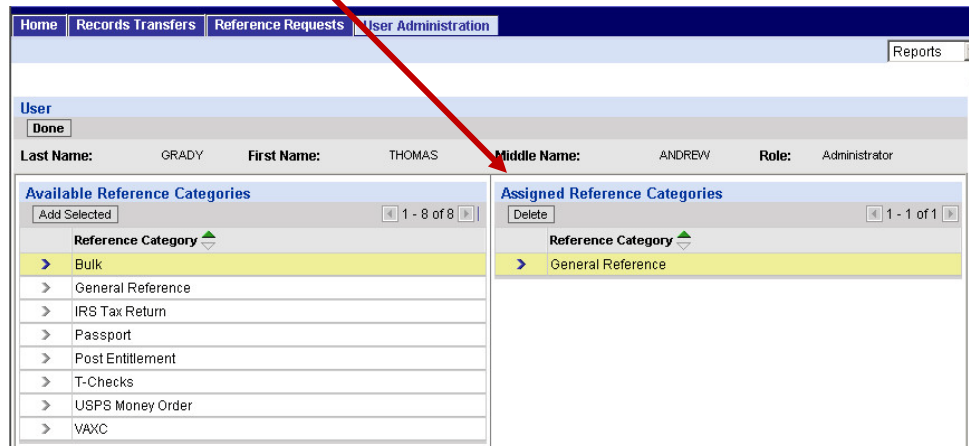 Home Records Transfers Reference Requests User Administration
Reports
User
Done
Last Name: GRADY First Name: THOMAS Middle Name: ANDREW Role: Administrator
Available Reference Categories
Add Selected 1 - 8 of 8
Reference Category
Bulk
General Reference
IRS Tax Return
Passport
Post Entitlement
T-Checks
USPS Money Order
VAXC
Assigned Reference Categories
Delete 1 - 1 of 1
Reference Category
General Reference